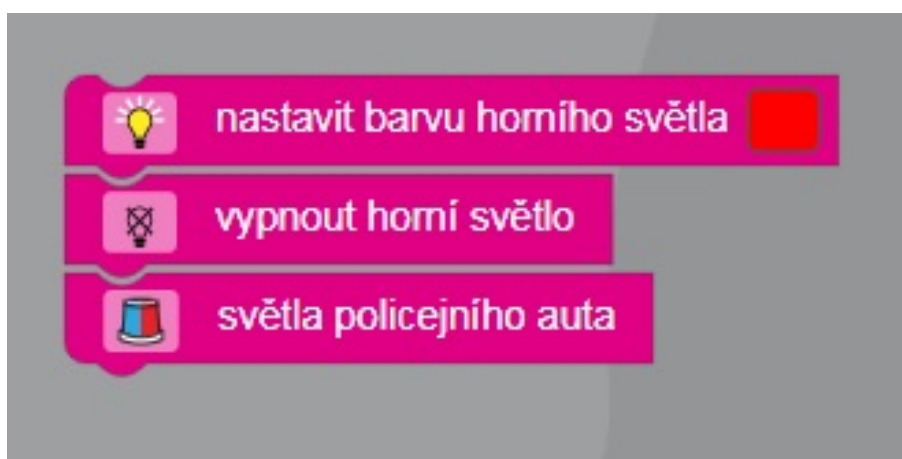 nastavit barvu horního světla
vypnout horní světlo
světla policejního auta